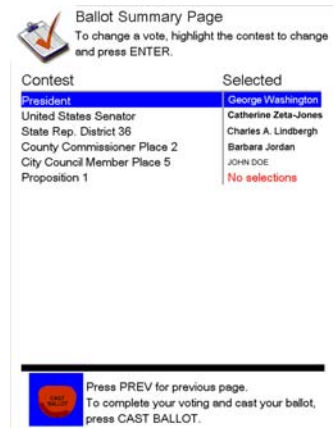 Ballot Summary Page
To change a vote, highlight the contest to change
and press ENTER.
Contest Selected
President George Washington
United States Senator Catherine Zeta-Jones
State Rep. District 36 Charles A. Lindbergh
County Commissioner Place 2 Barbara Jordan
City Council Member Place 5 JOHN DOE
Proposition 1 No selections
CAST
BALLOT
Press PREV for previous page.
To complete your voting and cast your ballot,
press CAST BALLOT.